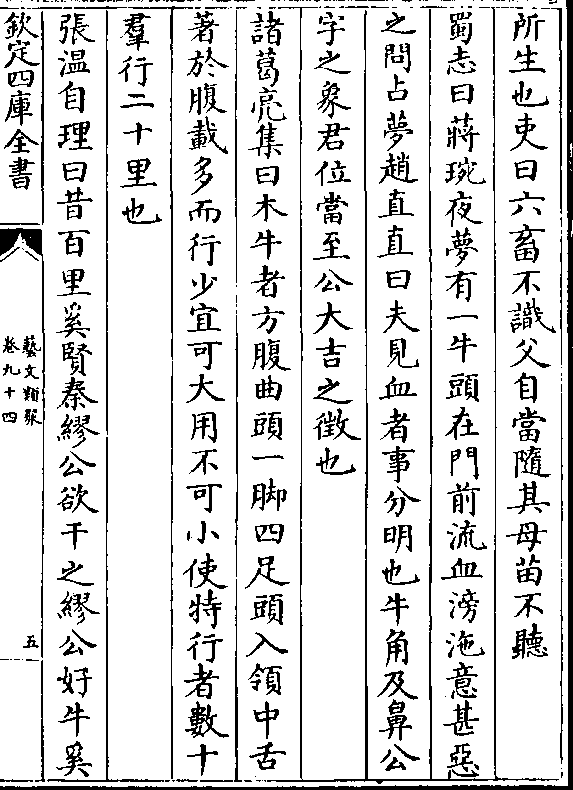 所生也吏曰六畜不識父自當隨其母苗不聽
蜀志曰蔣琬夜夢有一牛頭在門前流血滂沲意甚惡
之問占夢趙直直曰夫見血者事分明也牛角及鼻公
字之象君位當至公大吉之徴也
諸葛亮集曰木牛者方腹曲頭一脚四足頭入領中舌
著於腹載多而行少宜可大用不可小使特行者數十
羣行二十里也
張温自理曰昔百里奚賢秦繆公欲干之繆公好牛奚
欽定四庫全書
藝文類聚
卷九十四
五